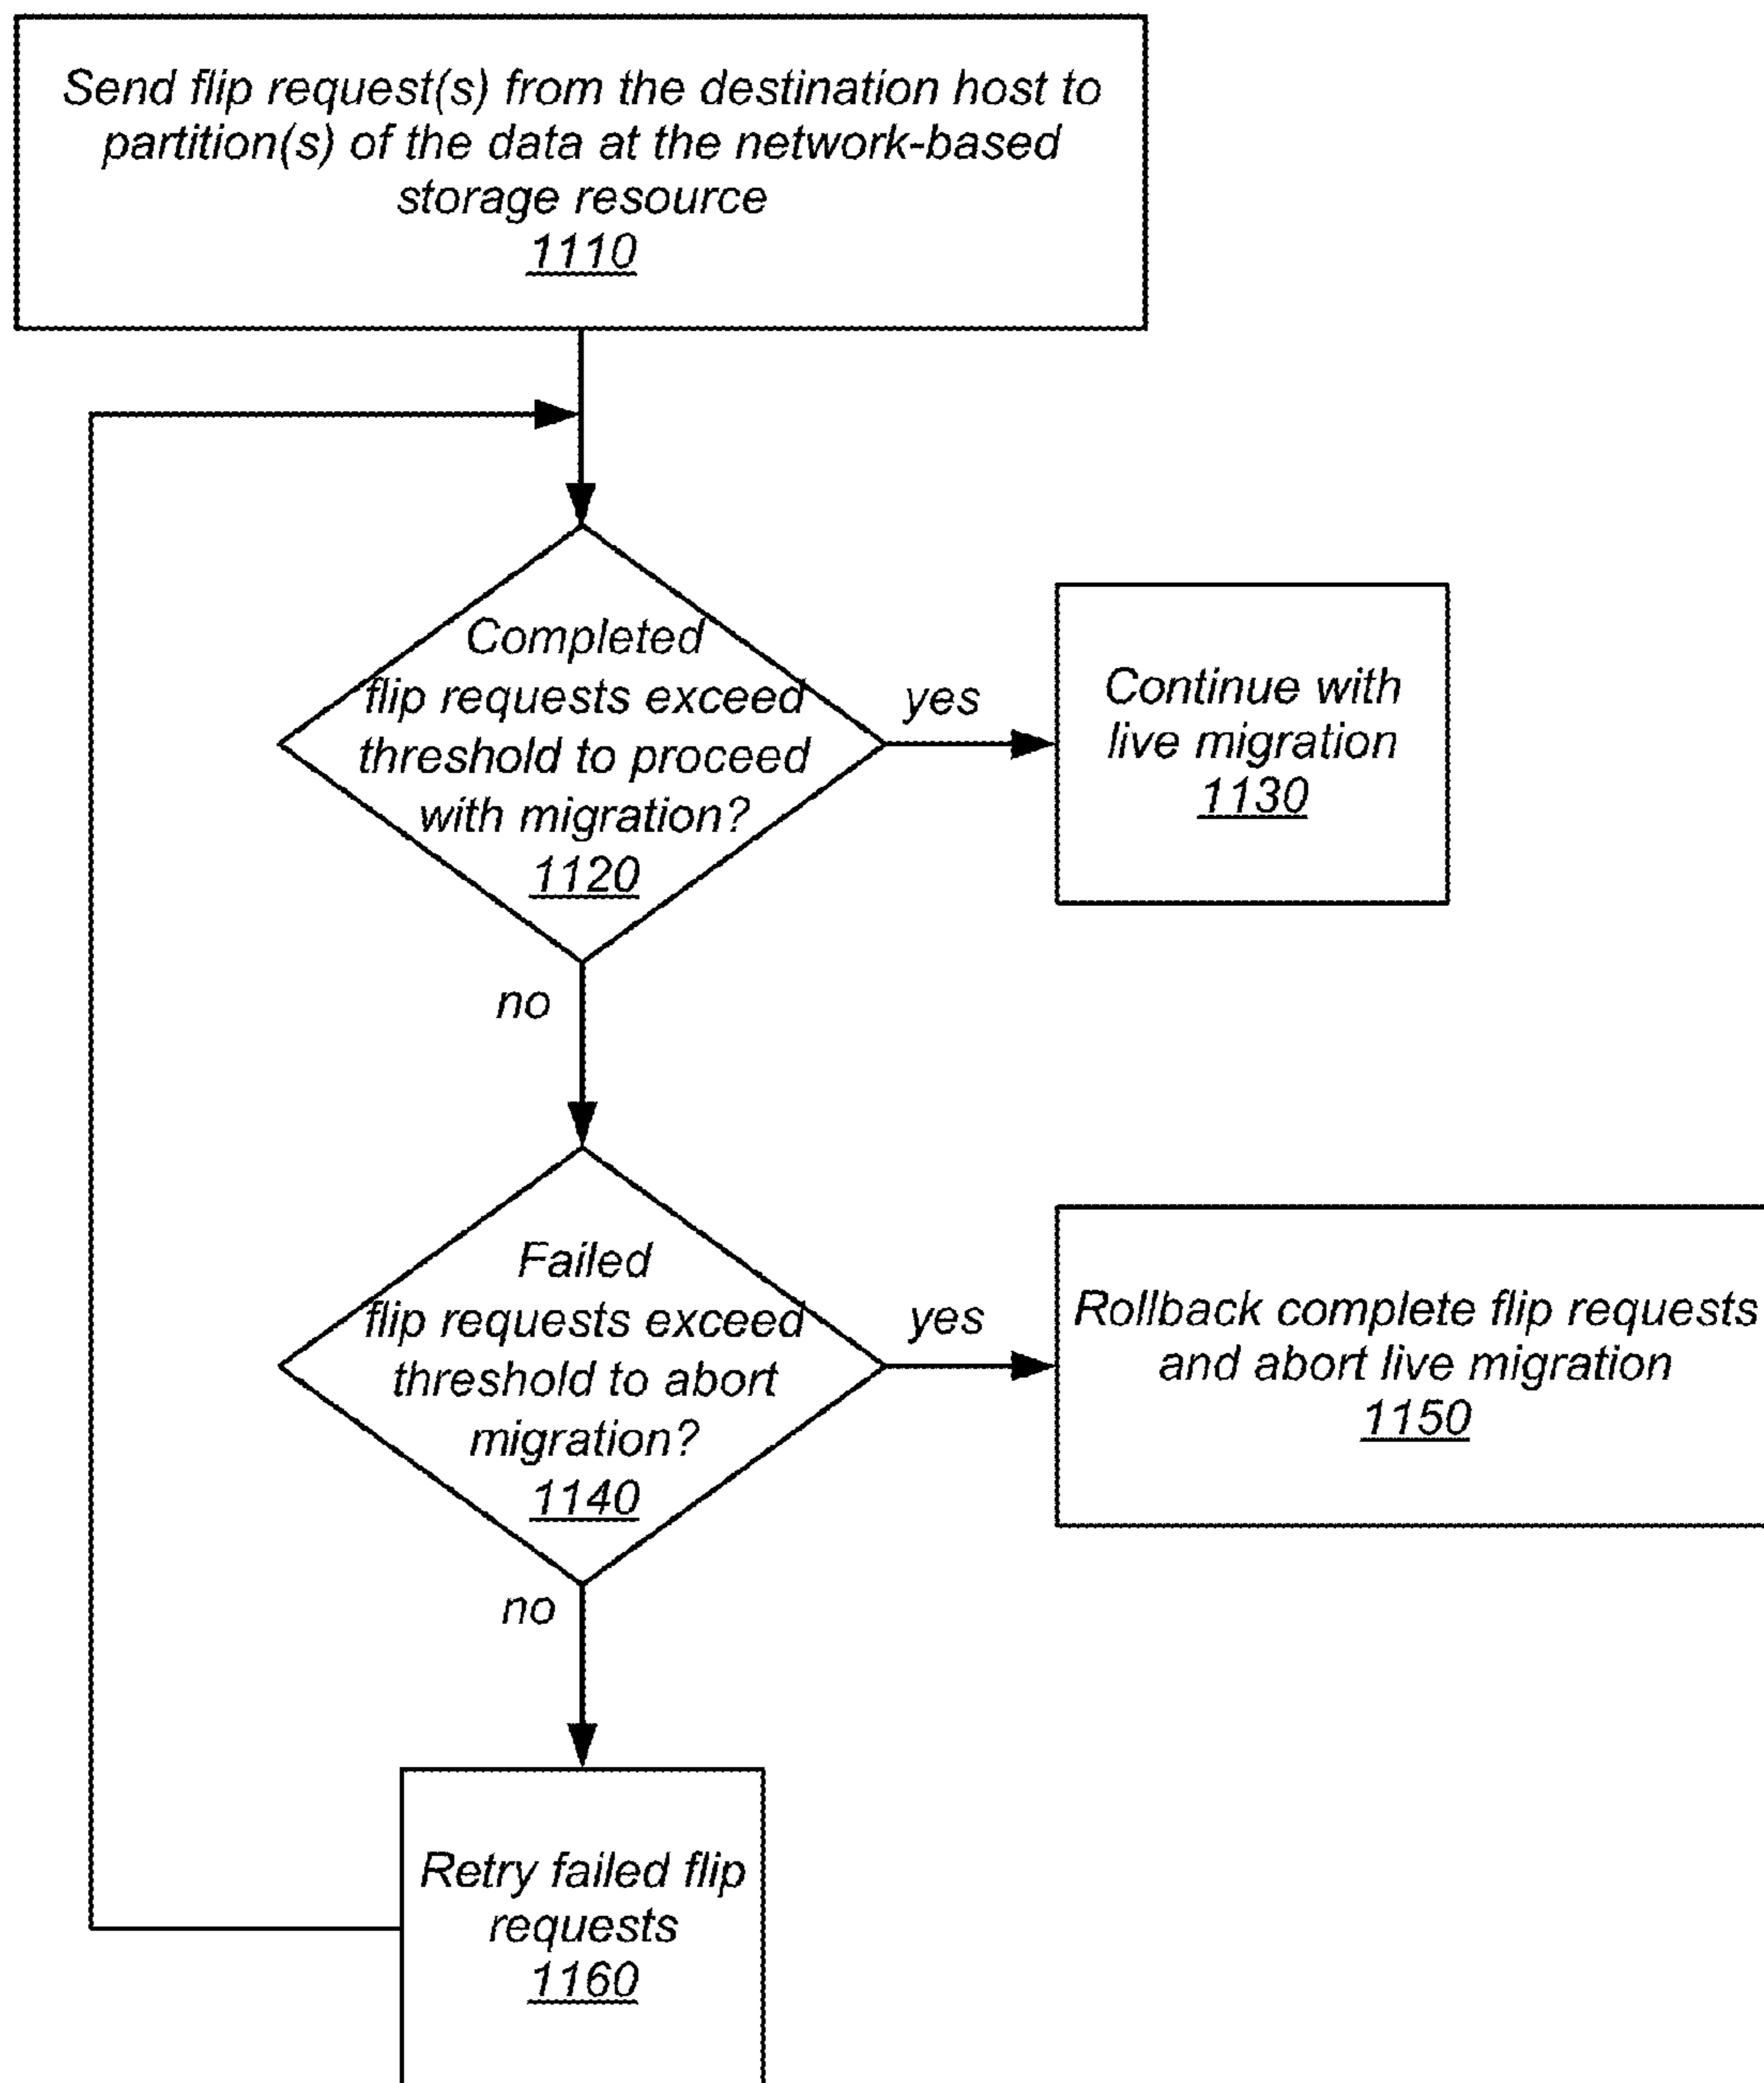 Send flip request(s) from the destination host to
partition(s) of the data at the network-based
storage resource
1110
Completed
flip requests exceed
threshold to proceed
with migration?
1120
yes
Continue with
live migration
1130
no
Failed
flip requests exceed
threshold to abort
migration?
1140
yes
Rollback complete flip requests
and abort live migration
1150
no
Retry failed flip
requests
1160